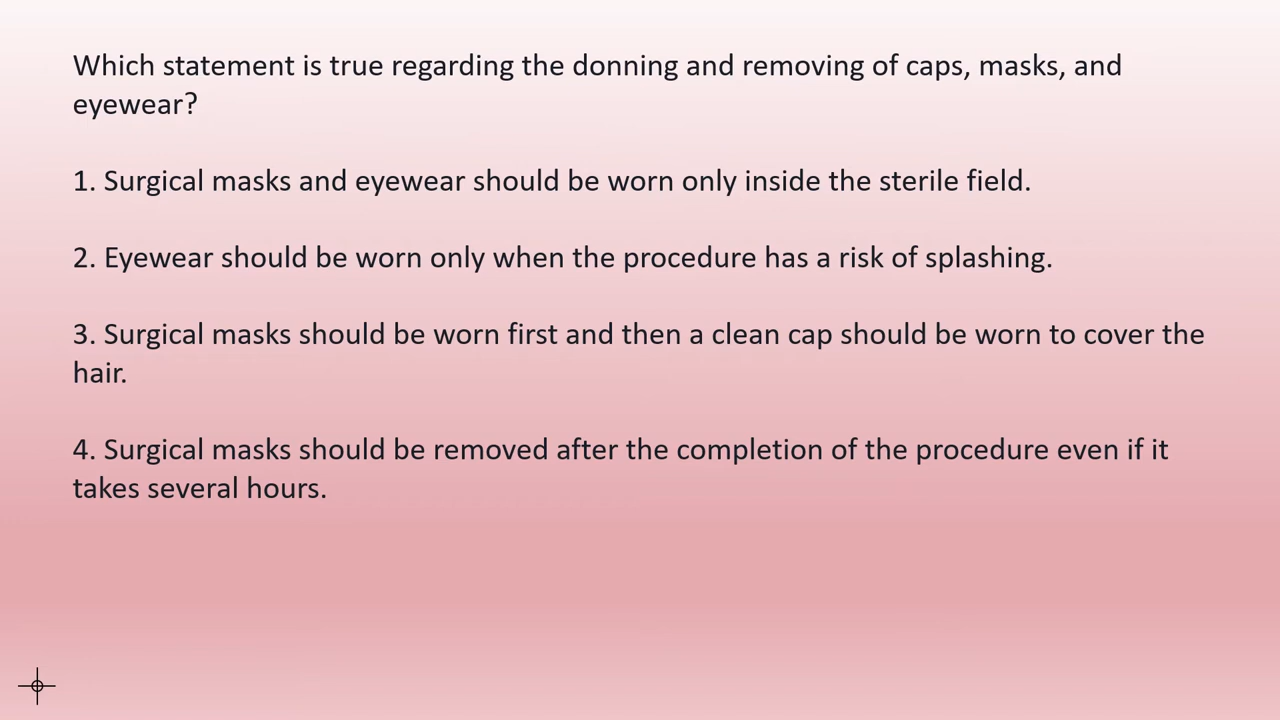 Which statement is true regarding the donning and removing of caps, masks, and
eyewear?
1. Surgical masks and eyewear should be worn only inside the sterile field.
2. Eyewear should be worn only when the procedure has a risk of splashing.
3. Surgical masks should be worn first and then a clean cap should be worn to cover the
hair.
4. Surgical masks should be removed after the completion of the procedure even if it
takes several hours.